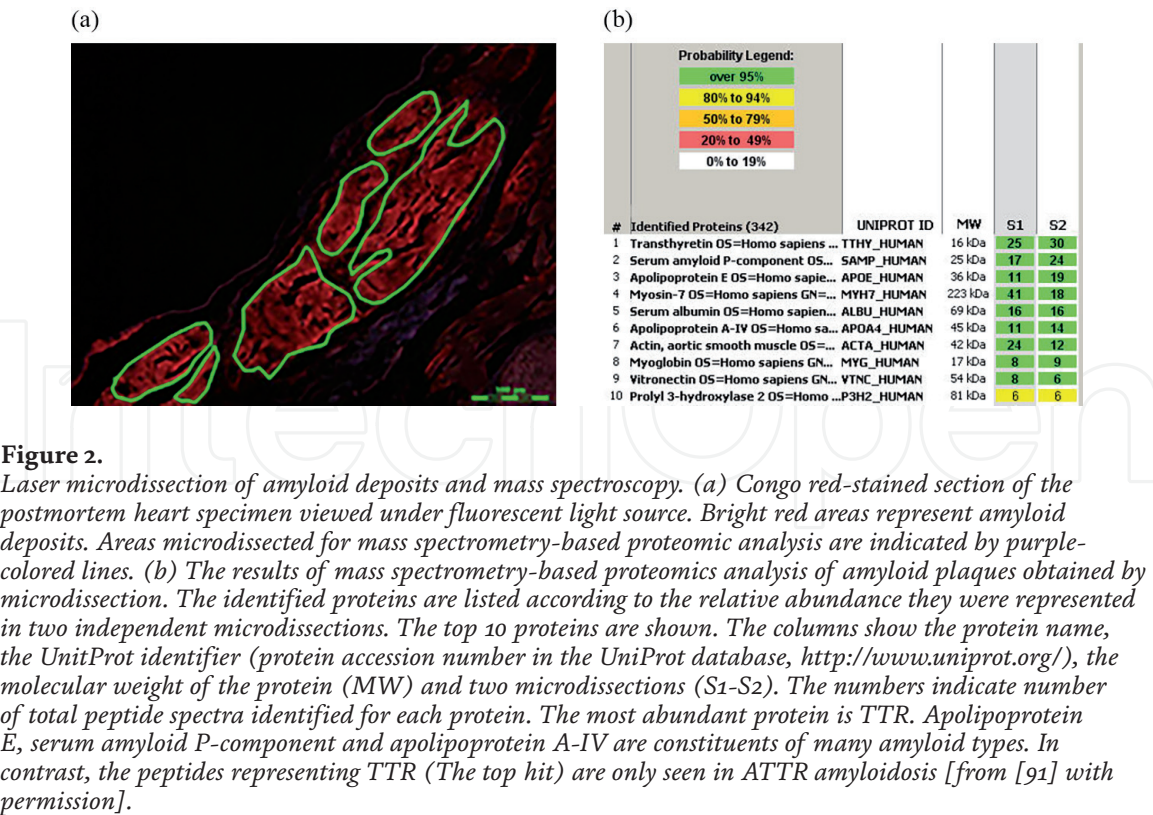 (a)
(b)
Probability Legend:
over 95%
80% to 94%
50% to 79%
20% to 49%
0% to 19%
# Identified Proteins (342) UNIPROT ID MW S1 S2
1 Transthyretin OS=Homo sapiens ... TTHY_HUMAN 16 kDa 25 30
2 Serum amyloid P-component OS... SAMP_HUMAN 25 kDa 17 24
3 Apolipoprotein E OS=Homo sapie... APOE_HUMAN 36 kDa 11 19
4 Myosin-7 OS=Homo sapiens GN=... MYH7_HUMAN 223 kDa 41 18
5 Serum albumin OS=Homo sapien... ALBU_HUMAN 69 kDa 16 16
6 Apolipoprotein A-IV OS=Homo sa... APOA4_HUMAN 45 kDa 11 14
7 Actin, aortic smooth muscle OS=... ACTA_HUMAN 42 kDa 24 12
8 Myoglobin OS=Homo sapiens GN... MYG_HUMAN 17 kDa 8 9
9 Vitronectin OS=Homo sapiens GN... VTNC_HUMAN 54 kDa 8 6
10 Prolyl 3-hydroxylase 2 OS=Homo ... P3H2_HUMAN 81 kDa 6 6
IntechOpen
Figure 2.
Laser microdissection of amyloid deposits and mass spectroscopy. (a) Congo red-stained section of the
postmortem heart specimen viewed under fluorescent light source. Bright red areas represent amyloid
deposits. Areas microdissected for mass spectrometry-based proteomic analysis are indicated by purple-
colored lines. (b) The results of mass spectrometry-based proteomics analysis of amyloid plaques obtained by
microdissection. The identified proteins are listed according to the relative abundance they were represented
in two independent microdissections. The top 10 proteins are shown. The columns show the protein name,
the UnitProt identifier (protein accession number in the UniProt database, http://www.uniprot.org/), the
molecular weight of the protein (MW) and two microdissections (S1-S2). The numbers indicate number
of total peptide spectra identified for each protein. The most abundant protein is TTR. Apolipoprotein
E, serum amyloid P-component and apolipoprotein A-IV are constituents of many amyloid types. In
contrast, the peptides representing TTR (The top hit) are only seen in ATTR amyloidosis [from [91] with
permission].